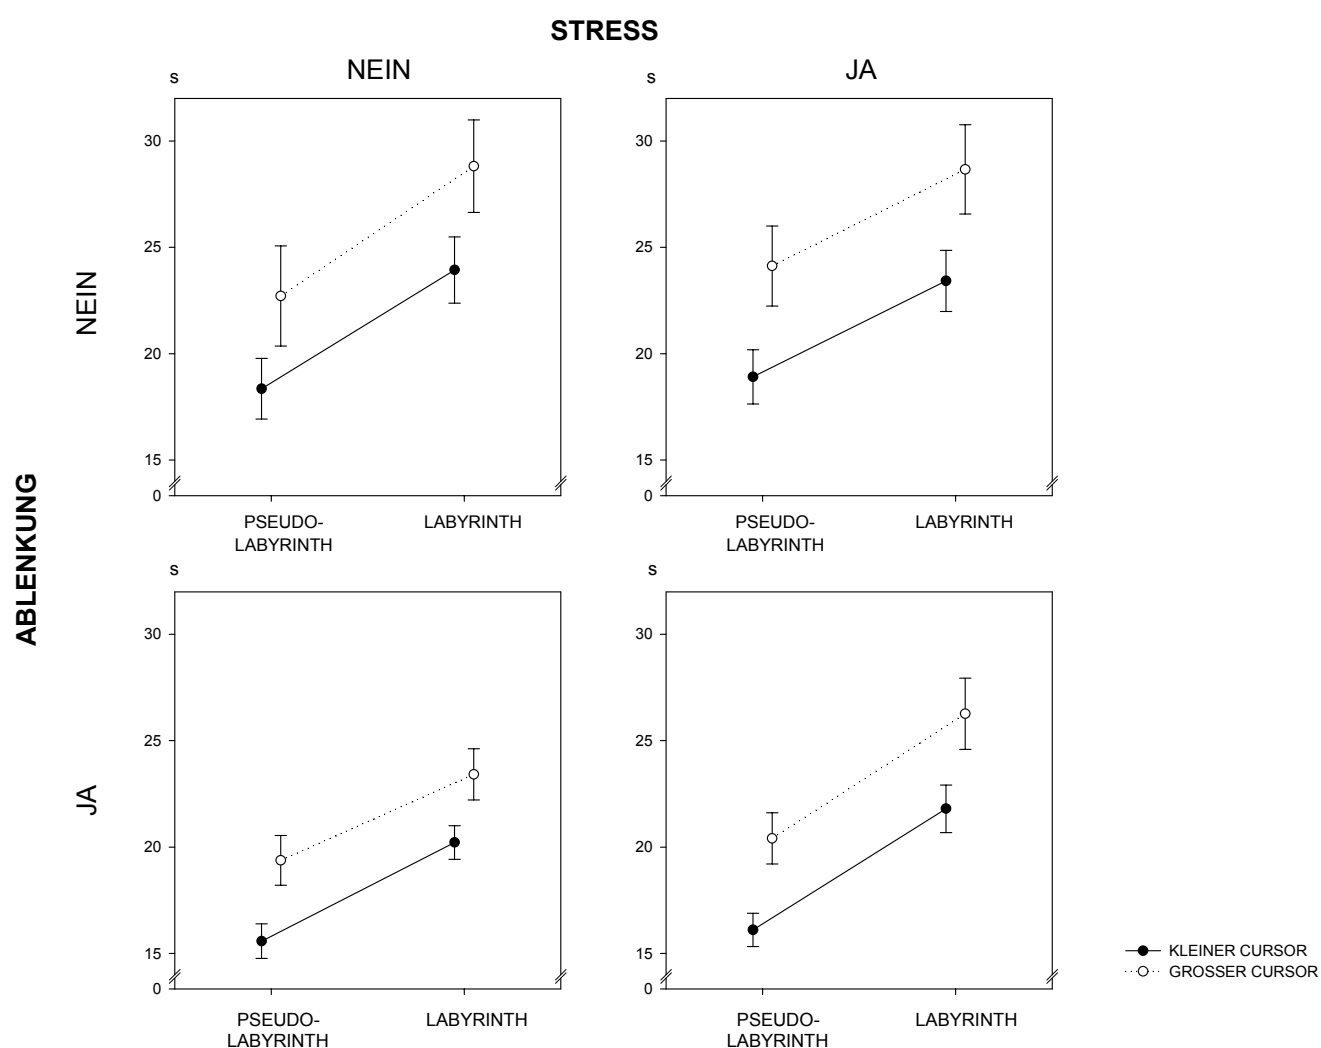 STRESS
NEIN
JA
s
s
30
25
20
15
0
30
25
20
15
0
NEIN
PSEUDO-
LABYRINTH
LABYRINTH
PSEUDO-
LABYRINTH
LABYRINTH
ABLENKUNG
s
s
30
25
20
15
0
30
25
20
15
0
JA
PSEUDO-
LABYRINTH
LABYRINTH
PSEUDO-
LABYRINTH
LABYRINTH
KLEINER CURSOR
GROSSER CURSOR